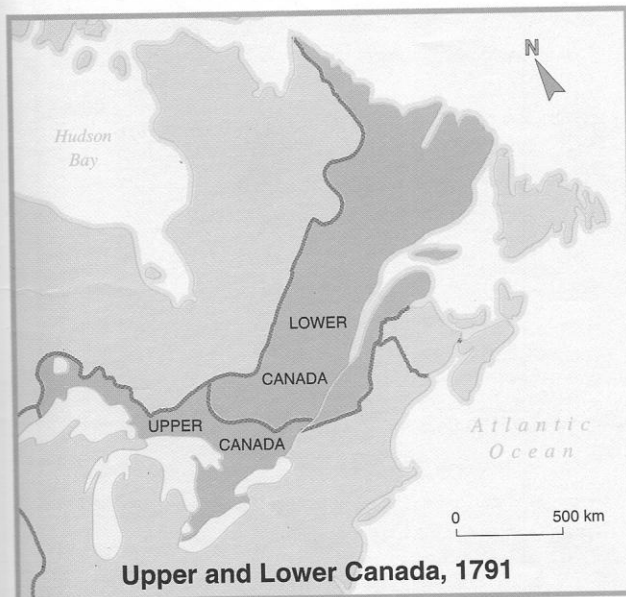 N
Hudson
Bay
LOWER
CANADA
UPPER
CANADA
Atlantic
Ocean
0 500 km
Upper and Lower Canada, 1791